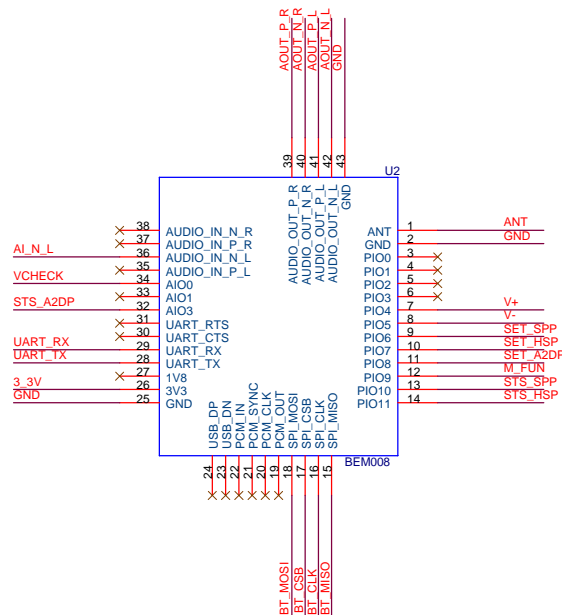 AOUT_P_R
AOUT_N_R
AOUT_P_L
AOUT_N_L
GND
39
40
41
42
43
U2
AUDIO_OUT_P_R
AUDIO_OUT_N_R
AUDIO_OUT_P_L
AUDIO_OUT_N_L
GND
38 AUDIO_IN_N_R
37 AUDIO_IN_P_R
AI_N_L 36 AUDIO_IN_N_L
35 AUDIO_IN_P_L
VCHECK 34 AIO0
33 AIO1
STS_A2DP 32 AIO3
31 UART_RTS
30 UART_CTS
UART_RX 29 UART_RX
UART_TX 28 UART_TX
27 1V8
3_3V 26 3V3
GND 25 GND
ANT 1 ANT
GND 2 GND
PIO0 3
PIO1 4
PIO2 5
PIO3 6
PIO4 7 V+
PIO5 8 V-
PIO6 9 SET_SPP
PIO7 10 SET_HSP
PIO8 11 SET_A2DP
PIO9 12 M_FUN
PIO10 13 STS_SPP
PIO11 14 STS_HSP
USB_DP
USB_DN
PCM_IN
PCM_SYNC
PCM_CLK
PCM_OUT
SPI_MOSI
SPI_CSB
SPI_CLK
SPI_MISO
BEM008
24
23
22
21
20
19
18
17
16
15
BT_MOSI
BT_CSB
BT_CLK
BT_MISO